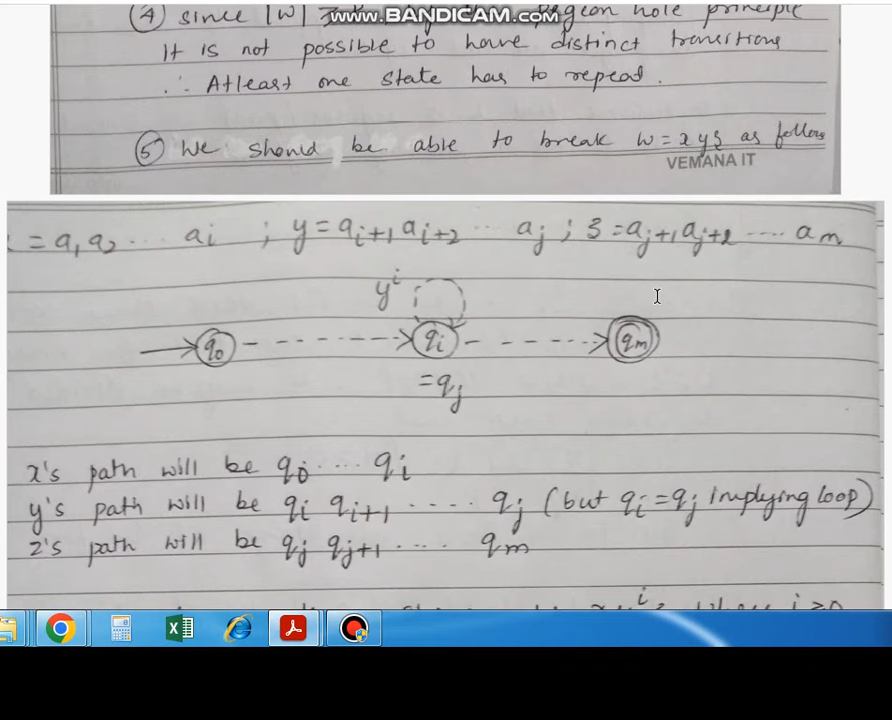 ④ since |W| Pigeon hole principle
www.BANDICAM.com
It is not possible to have distinct transitions
∴ Atleast one state has to repeat.
⑤ We should be able to break w = xyz as follows
VEMANA IT
= a1 a2 ... ai ; y = ai+1 ai+2 ... aj ; z = aj+1 aj+2 .... am
y^i
q0 qi qm
= qj
x's path will be q0 .... qi
y's path will be qi qi+1 ..... qj (but qi = qj implying loop)
z's path will be qj qj+1 ..... qm